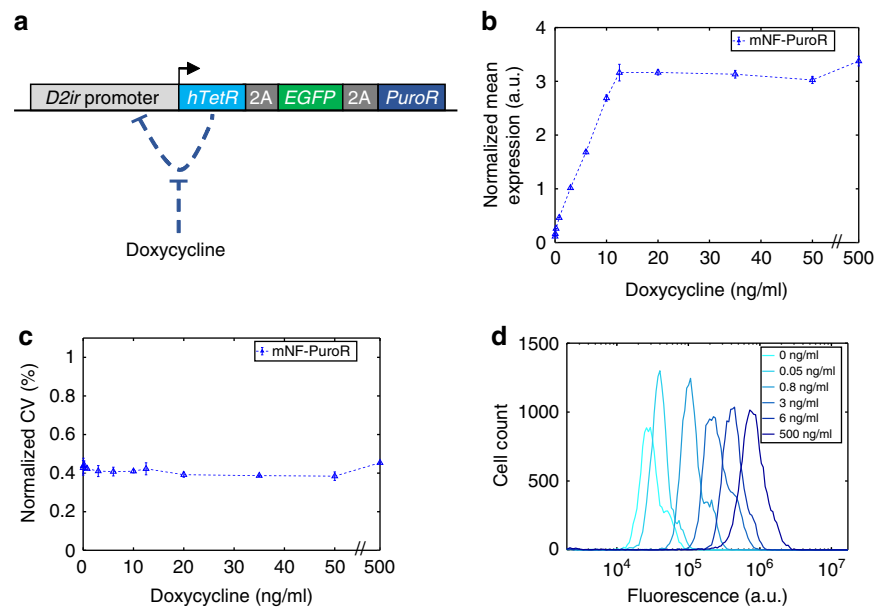 a
D2ir promoter hTetR 2A EGFP 2A PuroR
Doxycycline
b
mNF-PuroR
Normalized mean
expression (a.u.)
4
3
2
1
0
0 10 20 30 40 50 500
Doxycycline (ng/ml)
c
mNF-PuroR
Normalized CV (%)
1
0.8
0.6
0.4
0.2
0
0 10 20 30 40 50 500
Doxycycline (ng/ml)
d
0 ng/ml
0.05 ng/ml
0.8 ng/ml
3 ng/ml
6 ng/ml
500 ng/ml
Cell count
1500
1000
500
0
10⁴ 10⁵ 10⁶ 10⁷
Fluorescence (a.u.)